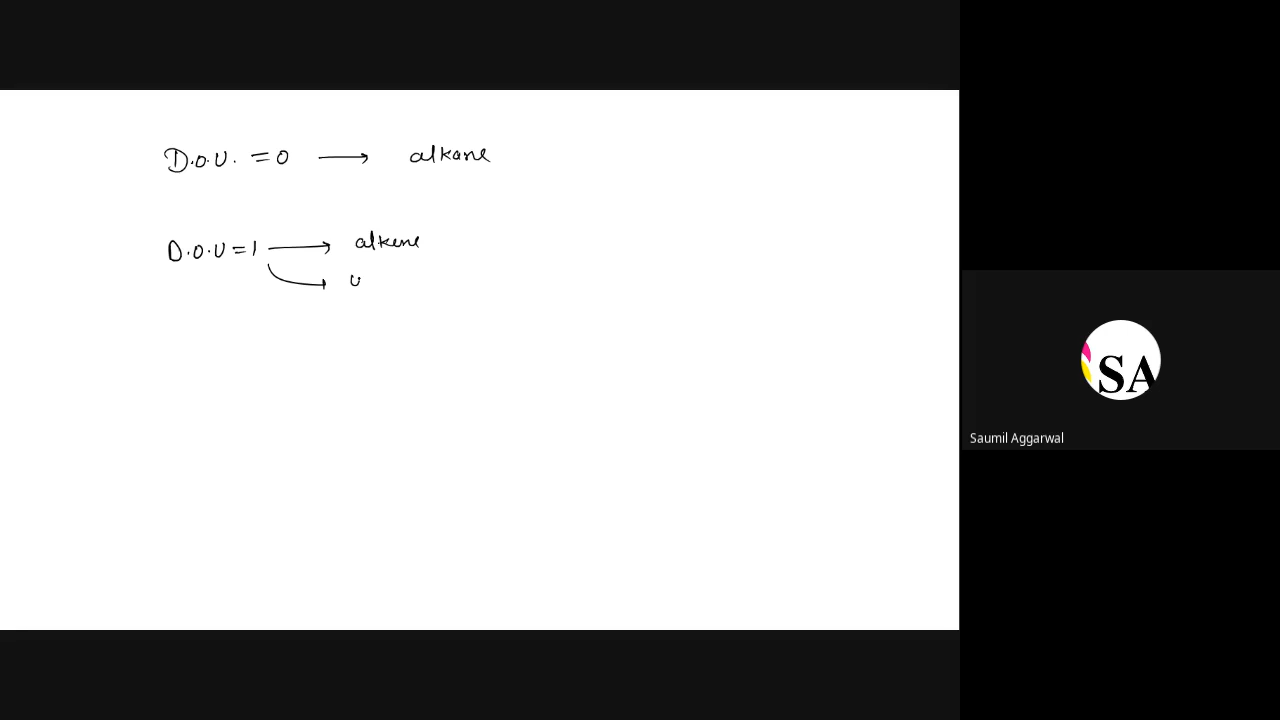 D.O.U. = 0 → alkane
D.O.U = 1 → alkene
SA
Saumil Aggarwal